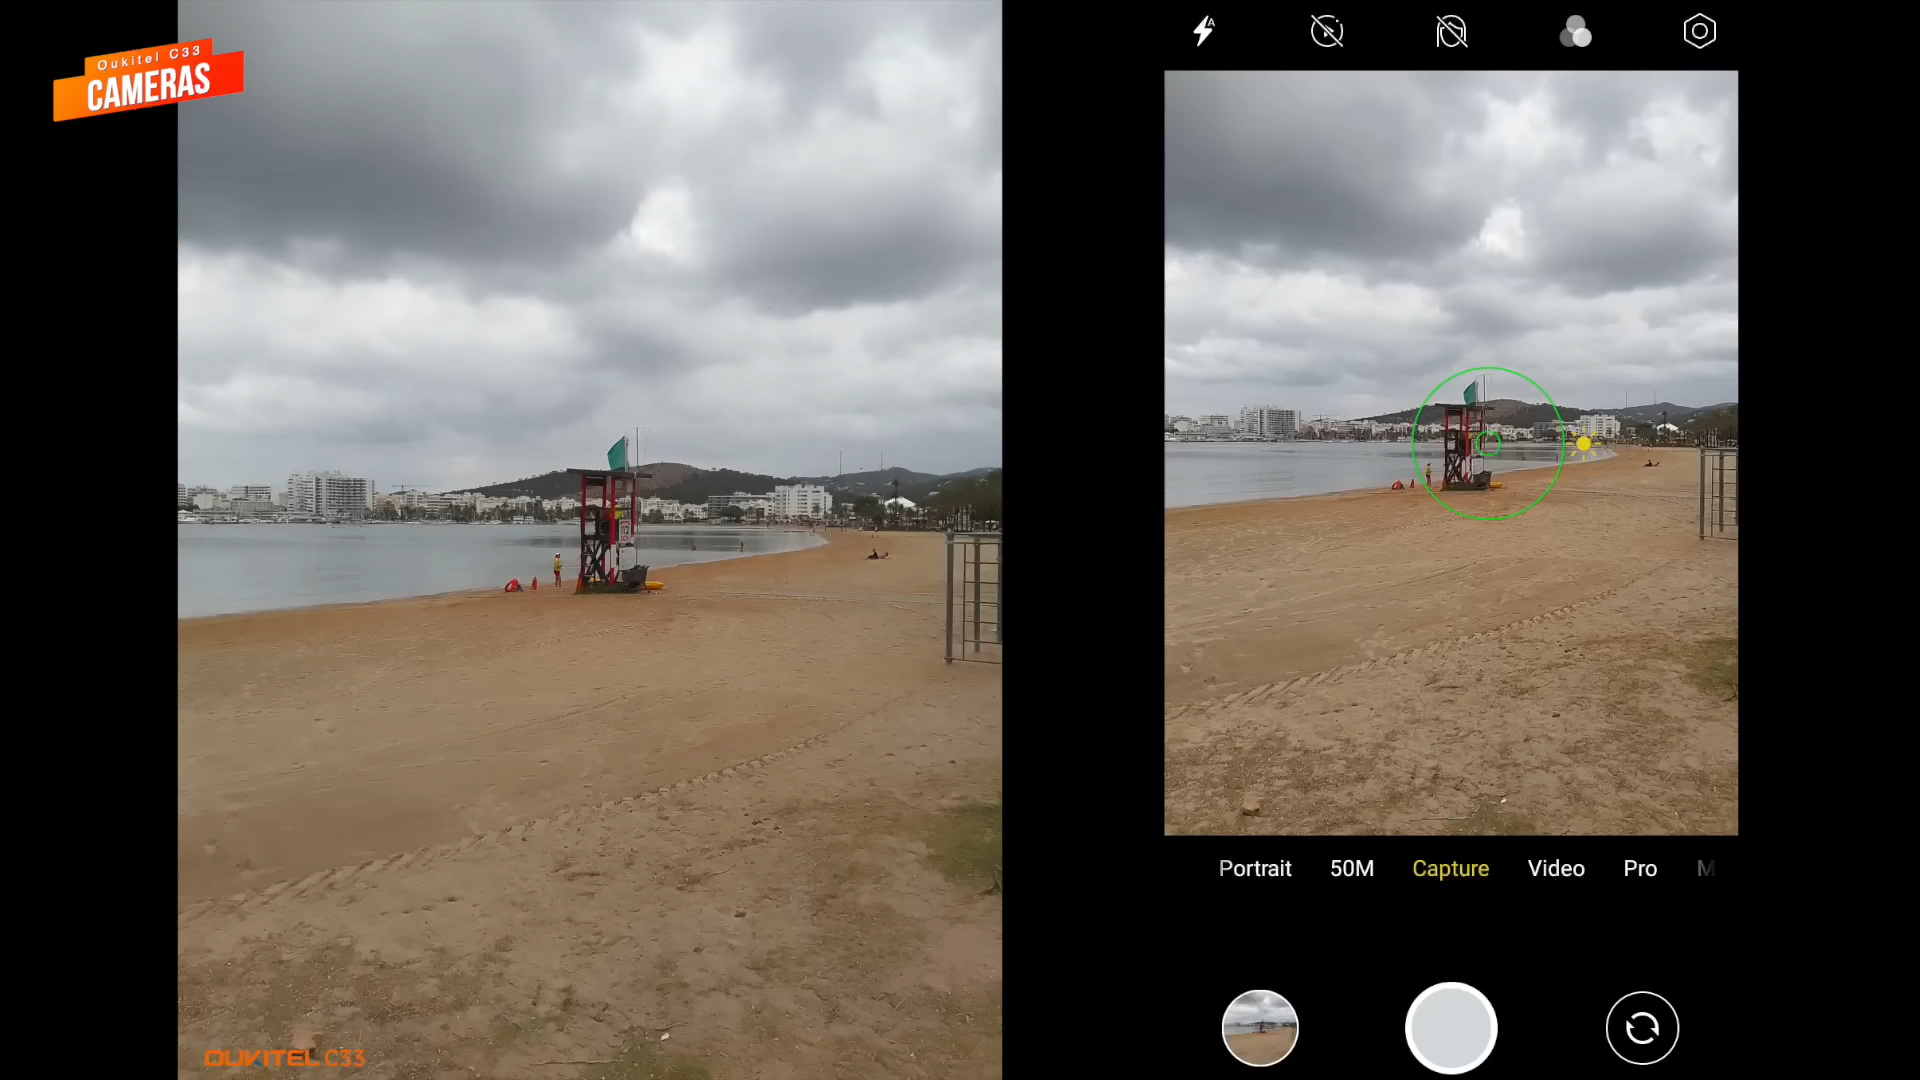 Oukitel C33
CAMERAS
A
Portrait 50M Capture Video Pro M
OUKITEL C33